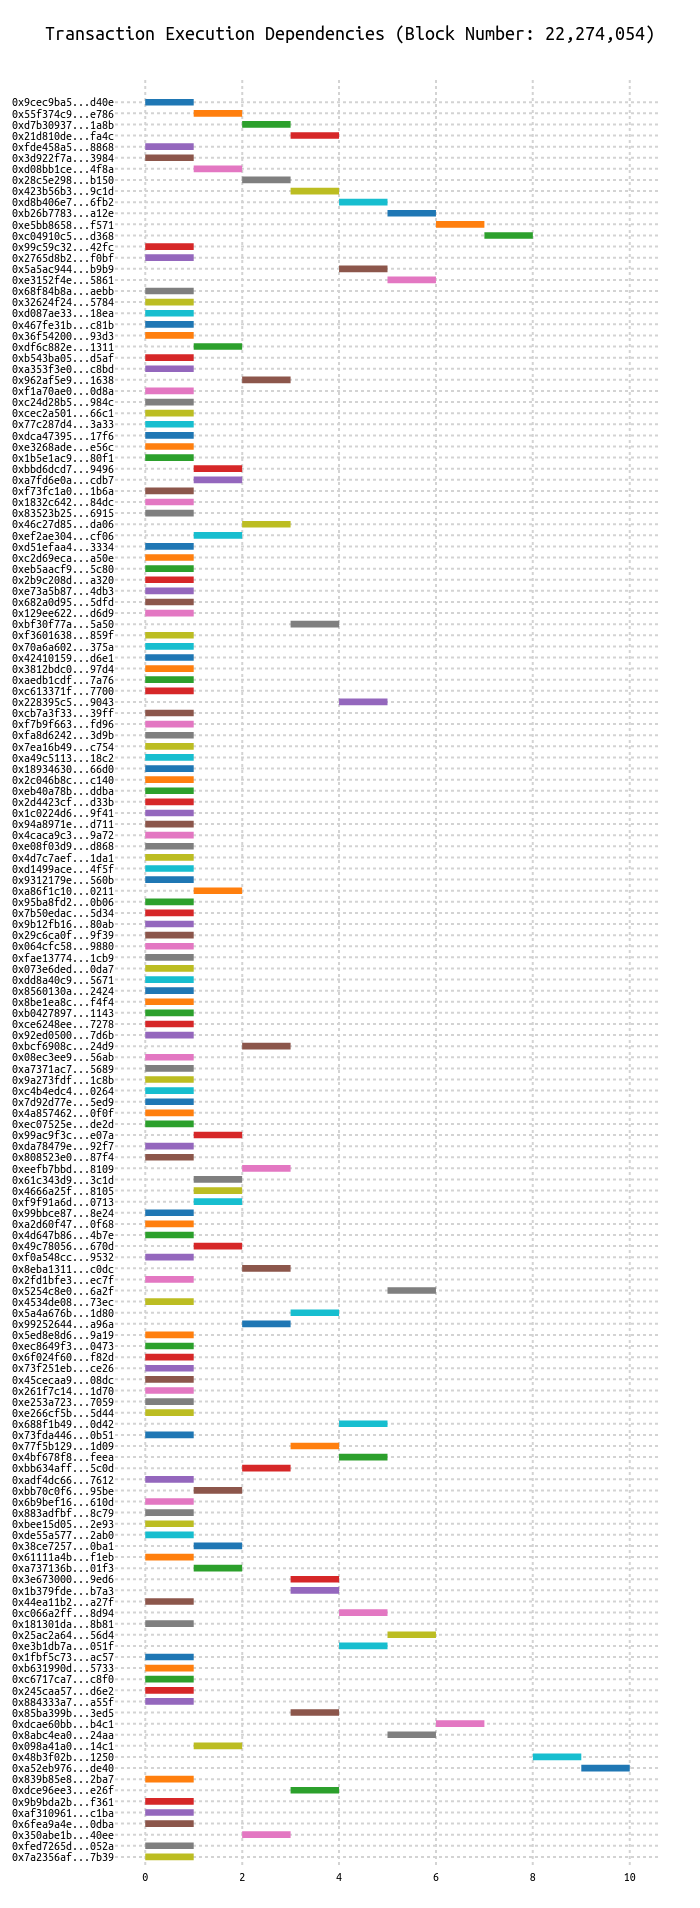 Transaction Execution Dependencies (Block Number: 22,274,054)
0x9cec9ba5...d40e
0x55f374c9...e786
0xd7b30937...1a8b
0x21d810de...fa4c
0xfde458a5...8868
0x3d922f7a...3984
0xd08bb1ce...4f8a
0x28c5e298...b150
0x423b56b3...9c1d
0xd8b406e7...6fb2
0xb26b7783...a12e
0xe5bb8658...f571
0xc04910c5...d368
0x99c59c32...42fc
0x2765d8b2...f0bf
0x5a5ac944...b9b9
0xe3152f4e...5861
0x68f84b8a...aebb
0x32624f24...5784
0xd087ae33...18ea
0x467fe31b...c81b
0x36f54200...93d3
0xdf6c882e...1311
0xb543ba05...d5af
0xa353f3e0...c8bd
0x962af5e9...1638
0xf1a70ae0...0d8a
0xc24d28b5...984c
0xcec2a501...66c1
0x77c287d4...3a33
0xdca47395...17f6
0xe3268ade...e56c
0x1b5e1ac9...80f1
0xbbd6dcd7...9496
0xa7fd6e0a...cdb7
0xf73fc1a0...1b6a
0x1832c642...84dc
0x83523b25...6915
0x46c27d85...da06
0xef2ae304...cf06
0xd51efaa4...3334
0xc2d69eca...a50e
0xeb5aacf9...5c80
0x2b9c208d...a320
0xe73a5b87...4db3
0x682a0d95...5dfd
0x129ee622...d6d9
0xbf30f77a...5a50
0xf3601638...859f
0x70a6a602...375a
0x42410159...d6e1
0x3812bdc0...97d4
0xaedb1cdf...7a76
0xc613371f...7700
0x228395c5...9043
0xcb7a3f33...39ff
0xf7b9f663...fd96
0xfa8d6242...3d9b
0x7ea16b49...c754
0xa49c5113...18c2
0x18934630...66d0
0x2c046b8c...c140
0xeb40a78b...ddba
0x2d4423cf...d33b
0x1c0224d6...9f41
0x94a8971e...d711
0x4caca9c3...9a72
0xe08f03d9...d868
0x4d7c7aef...1da1
0xd1499ace...4f5f
0x9312179e...560b
0xa86f1c10...0211
0x95ba8fd2...0b06
0x7b50edac...5d34
0x9b12fb16...80ab
0x29c6ca0f...9f39
0x064cfc58...9880
0xfae13774...1cb9
0x073e6ded...0da7
0xdd8a40c9...5671
0x8560130a...2424
0x8be1ea8c...f4f4
0xb0427897...1143
0xce6248ee...7278
0x92ed0500...7d6b
0xbcf6908c...24d9
0x08ec3ee9...56ab
0xa7371ac7...5689
0x9a273fdf...1c8b
0xc4b4edc4...0264
0x7d92d77e...5ed9
0x4a857462...0f0f
0xec07525e...de2d
0x99ac9f3c...e07a
0xda78479e...92f7
0x808523e0...87f4
0xeefb7bbd...8109
0x61c343d9...3c1d
0x4666a25f...8105
0xf9f91a6d...0713
0x99bbce87...8e24
0xa2d60f47...0f68
0x4d647b86...4b7e
0x49c78056...670d
0xf0a548cc...9532
0x8eba1311...c0dc
0x2fd1bfe3...ec7f
0x5254c8e0...6a2f
0x4534de08...73ec
0x5a4a676b...1d80
0x99252644...a96a
0x5ed8e8d6...9a19
0xec8649f3...0473
0x6f024f60...f82d
0x73f251eb...ce26
0x45cecaa9...08dc
0x261f7c14...1d70
0xe253a723...7059
0xe266cf5b...5d44
0x688f1b49...0d42
0x73fda446...0b51
0x77f5b129...1d09
0x4bf678f8...feea
0xbb634aff...5c0d
0xadf4dc66...7612
0xbb70c0f6...95be
0x6b9bef16...610d
0x883adfbf...8c79
0xbee15d05...2e93
0xde55a577...2ab0
0x38ce7257...0ba1
0x61111a4b...f1eb
0xa737136b...01f3
0x3e673000...9ed6
0x1b379fde...b7a3
0x44ea11b2...a27f
0xc066a2ff...8d94
0x181301da...8b81
0x25ac2a64...56d4
0xe3b1db7a...051f
0x1fbf5c73...ac57
0xb631990d...5733
0xc6717ca7...c8f0
0x245caa57...d6e2
0x884333a7...a55f
0x85ba399b...3ed5
0xdcae60bb...b4c1
0x8abc4ea0...24aa
0x098a41a0...14c1
0x48b3f02b...1250
0xa52eb976...de40
0x839b85e8...2ba7
0xdce96ee3...e26f
0x9b9bda2b...f361
0xaf310961...c1ba
0x6fea9a4e...0dba
0x350abe1b...40ee
0xfed7265d...052a
0x7a2356af...7b39
0 2 4 6 8 10